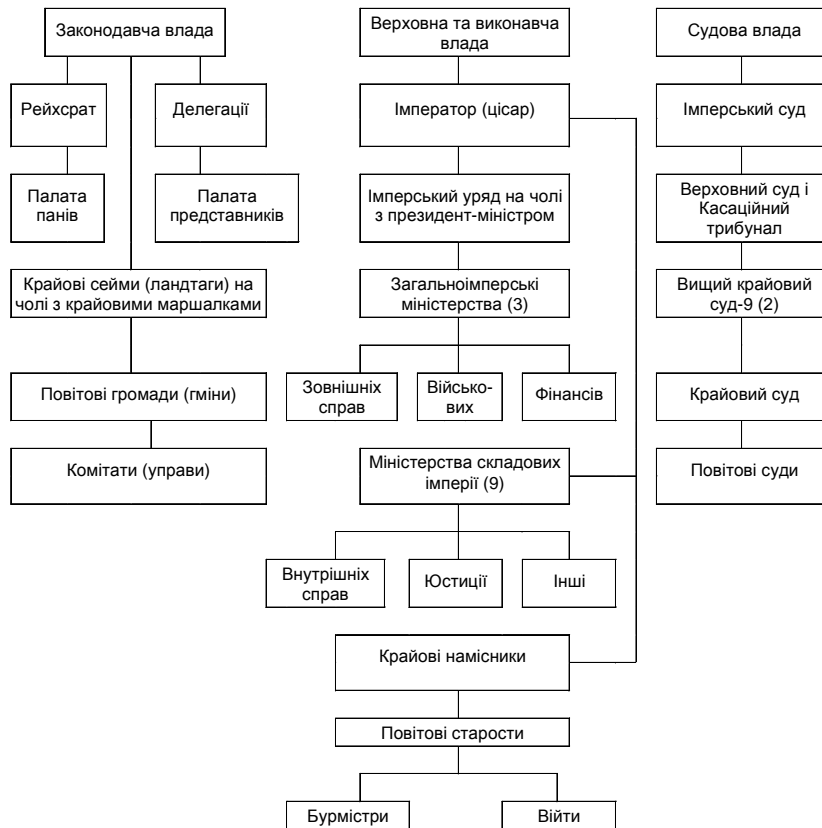 Законодавча влада
Верховна та виконавча
влада
Судова влада
Рейхсрат
Делегації
Імператор (цісар)
Імперський суд
Палата
панів
Палата
представників
Імперський уряд на чолі
з президент-міністром
Верховний суд і
Касаційний
трибунал
Крайові сейми (ландтаги) на
чолі з крайовими маршалками
Загальноімперські
міністерства (3)
Вищий крайовий
суд-9 (2)
Зовнішніх
справ
Військо-
вих
Фінансів
Повітові громади (гміни)
Крайовий суд
Комітати (управи)
Міністерства складових
імперії (9)
Повітові суди
Внутрішніх
справ
Юстиції
Інші
Крайові намісники
Повітові старости
Бурмістри
Війти